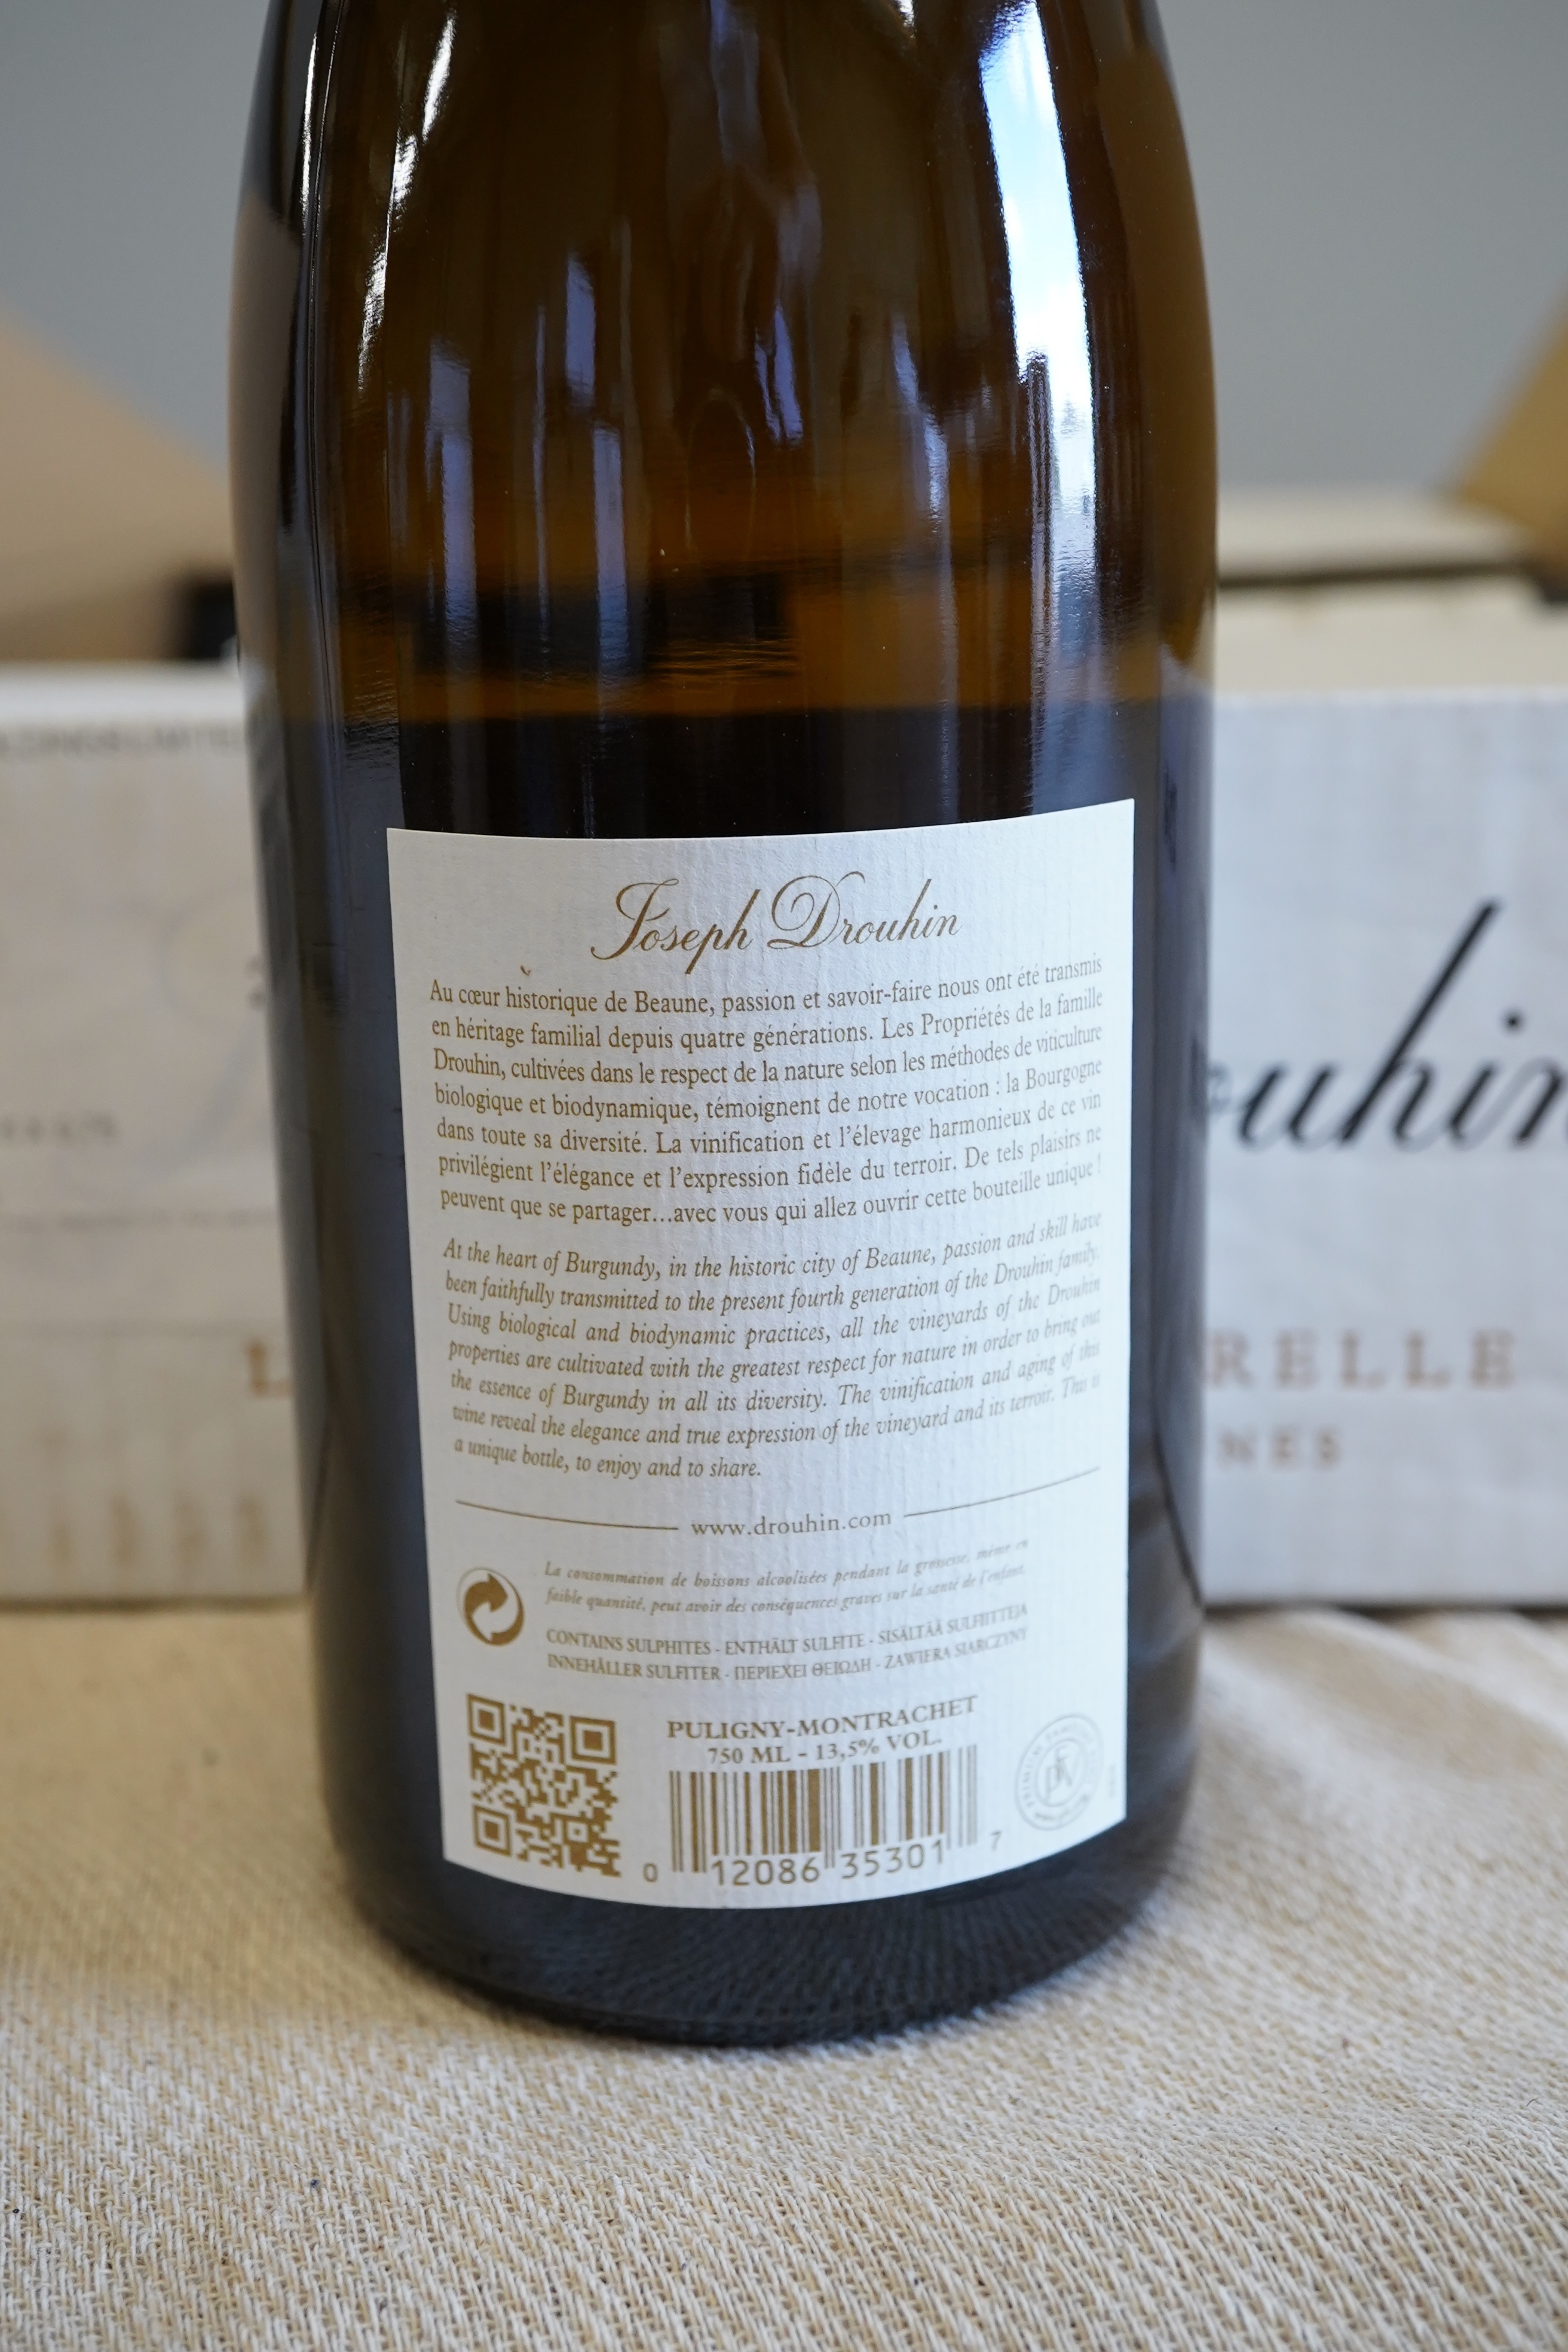 Joseph Drouhin
Au cœur historique de Beaune, passion et savoir-faire nous ont été transmis
en héritage familial depuis quatre générations. Les Propriétés de la famille
Drouhin, cultivées dans le respect de la nature selon les méthodes de viticulture
biologique et biodynamique, témoignent de notre vocation : la Bourgogne
dans toute sa diversité. La vinification et l'élevage harmonieux de ce vin
privilégient l'élégance et l'expression fidèle du terroir. De tels plaisirs ne
peuvent que se partager...avec vous qui allez ouvrir cette bouteille unique !
At the heart of Burgundy, in the historic city of Beaune, passion and skill have
been faithfully transmitted to the present fourth generation of the Drouhin family.
Using biological and biodynamic practices, all the vineyards of the Drouhin
properties are cultivated with the greatest respect for nature in order to bring out
the essence of Burgundy in all its diversity. The vinification and aging of this
wine reveal the elegance and true expression of the vineyard and its terroir. This is
a unique bottle, to enjoy and to share.
www.drouhin.com
La consommation de boissons alcoolisées pendant la grossesse, même en
faible quantité, peut avoir des conséquences graves sur la santé de l'enfant.
CONTAINS SULPHITES - ENTHÄLT SULFITE - SISÄLTÄÄ SULFIITTEJA
INNEHÅLLER SULFITER - ΠΕΡΙΕΧΕΙ ΘΕΙΩΔΗ - ZAWIERA SIARCZYNY
PULIGNY-MONTRACHET
750 ML - 13,5% VOL.
0 12086 35301 7
uhin
RELLE
NES